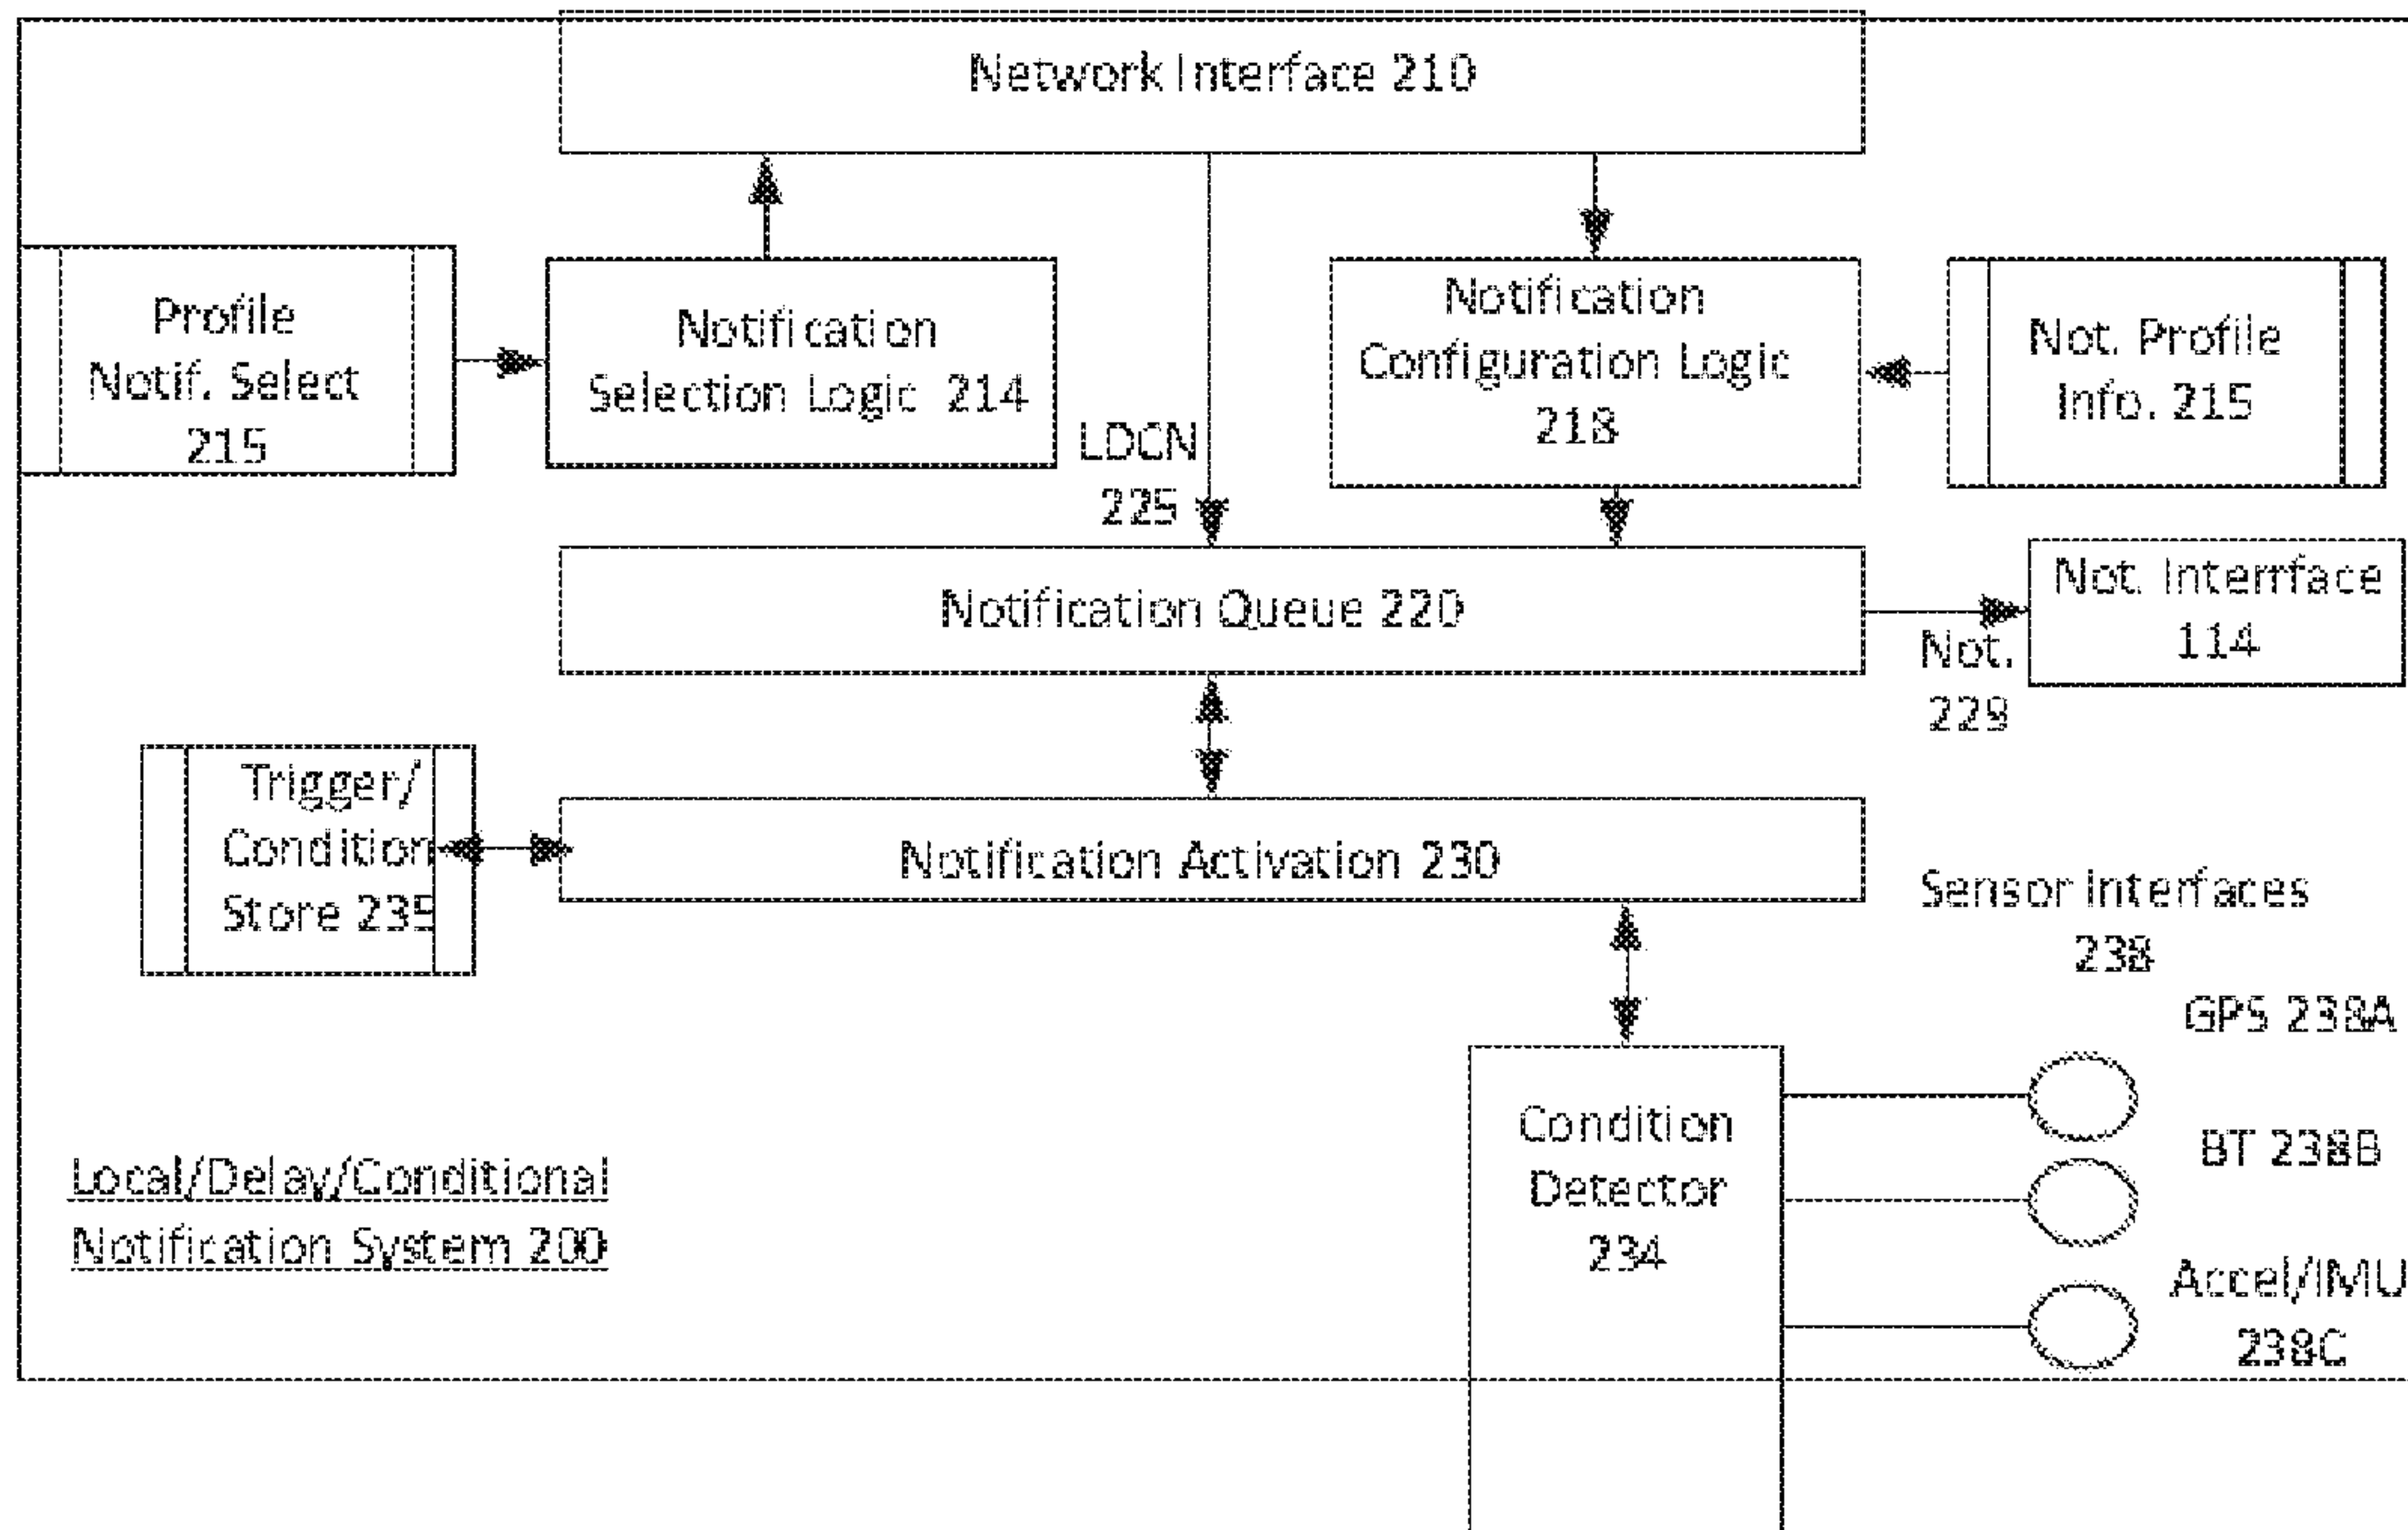 Network Interface 210
Profile
Notif. Select
215
Notification
Selection Logic 214
LDCN
225
Notification
Configuration Logic
218
Not. Profile
Info. 215
Notification Queue 220
Not. Interrface
114
Not.
229
Trigger/
Condition
Store 235
Notification Activation 230
Sensor Interfaces
238
GPS 238A
Condition
Detector
234
BT 238B
Accel/IMU
238C
Local/Delay/Conditional
Notification System 200